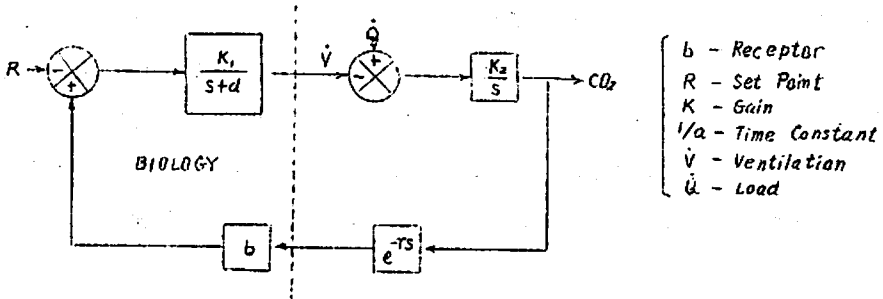 Q̇
K₁
K₂
R
-
+
s+d
V̇
-
+
s
CO₂
BIOLOGY
b
e^-τs
b - Receptor
R - Set Point
K - Gain
1/a - Time Constant
V̇ - Ventilation
Q̇ - Load